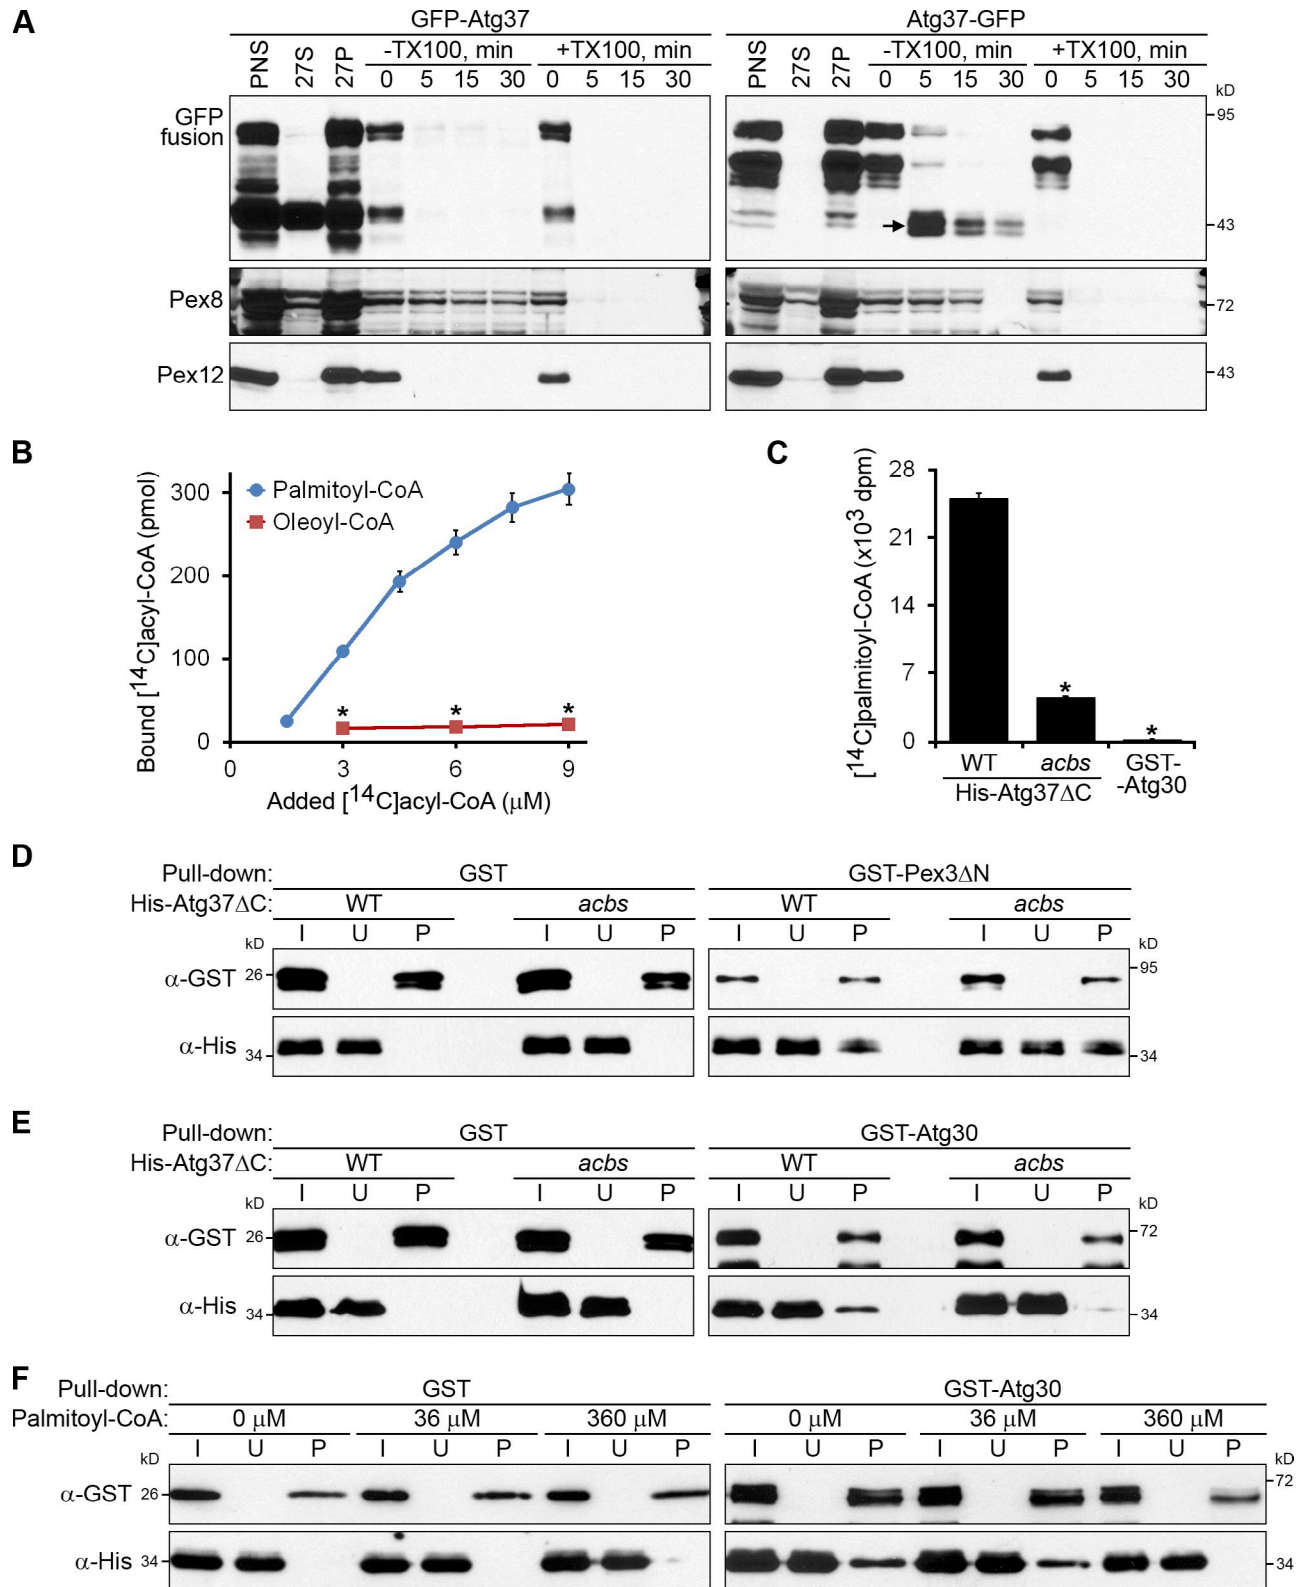 A
GFP-Atg37
Atg37-GFP
PNS 27S 27P -TX100, min +TX100, min
PNS 27S 27P -TX100, min +TX100, min
0 5 15 30 0 5 15 30
0 5 15 30 0 5 15 30
kD
GFP fusion
95
43
Pex8
72
Pex12
43
B
Bound [14C]acyl-CoA (pmol)
300
200
100
0
Palmitoyl-CoA
Oleoyl-CoA
* * *
0 3 6 9
Added [14C]acyl-CoA (μM)
C
[14C]palmitoyl-CoA (x103 dpm)
28
21
14
7
0
* *
WT acbs GST-
His-Atg37ΔC -Atg30
D
Pull-down: GST GST-Pex3ΔN
His-Atg37ΔC: WT acbs WT acbs
I U P I U P I U P I U P
kD kD
α-GST 26 95
α-His 34 34
E
Pull-down: GST GST-Atg30
His-Atg37ΔC: WT acbs WT acbs
I U P I U P I U P I U P
kD kD
α-GST 26 72
α-His 34 34
F
Pull-down: GST GST-Atg30
Palmitoyl-CoA: 0 μM 36 μM 360 μM 0 μM 36 μM 360 μM
I U P I U P I U P I U P I U P I U P
kD kD
α-GST 26 72
α-His 34 34